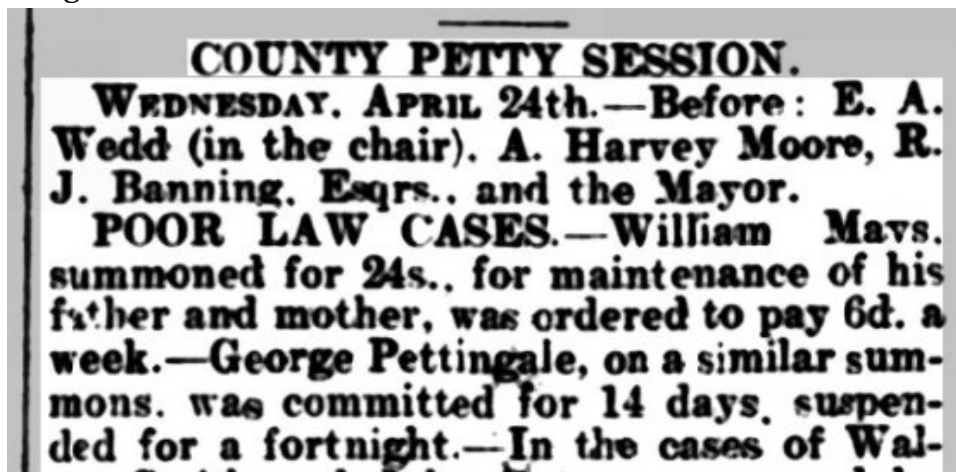 COUNTY PETTY SESSION.
WEDNESDAY, APRIL 24th.—Before: E. A.
Wedd (in the chair). A. Harvey Moore, R.
J. Banning, Esqrs., and the Mayor.
POOR LAW CASES.—William Mays,
summoned for 24s., for maintenance of his
father and mother, was ordered to pay 6d. a
week.—George Pettingale, on a similar sum-
mons, was committed for 14 days, suspen-
ded for a fortnight.—In the cases of Wal-